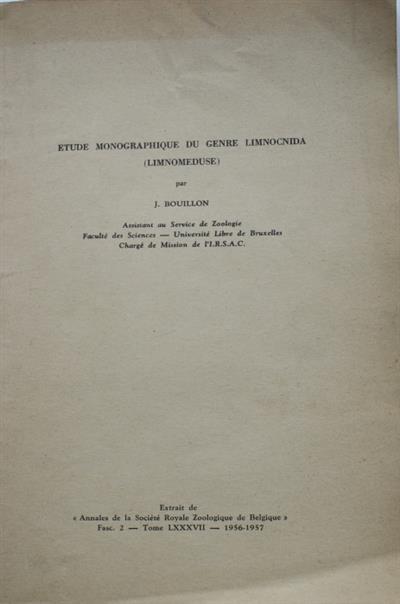 ETUDE MONOGRAPHIQUE DU GENRE LIMNOCNIDA
(LIMNOMEDUSE)
par
J. BOUILLON
Assistant au Service de Zoologie
Faculté des Sciences — Université Libre de Bruxelles
Chargé de Mission de l'I.R.S.A.C.
Extrait de
« Annales de la Société Royale Zoologique de Belgique »
Fasc. 2 — Tome LXXXVII — 1956-1957